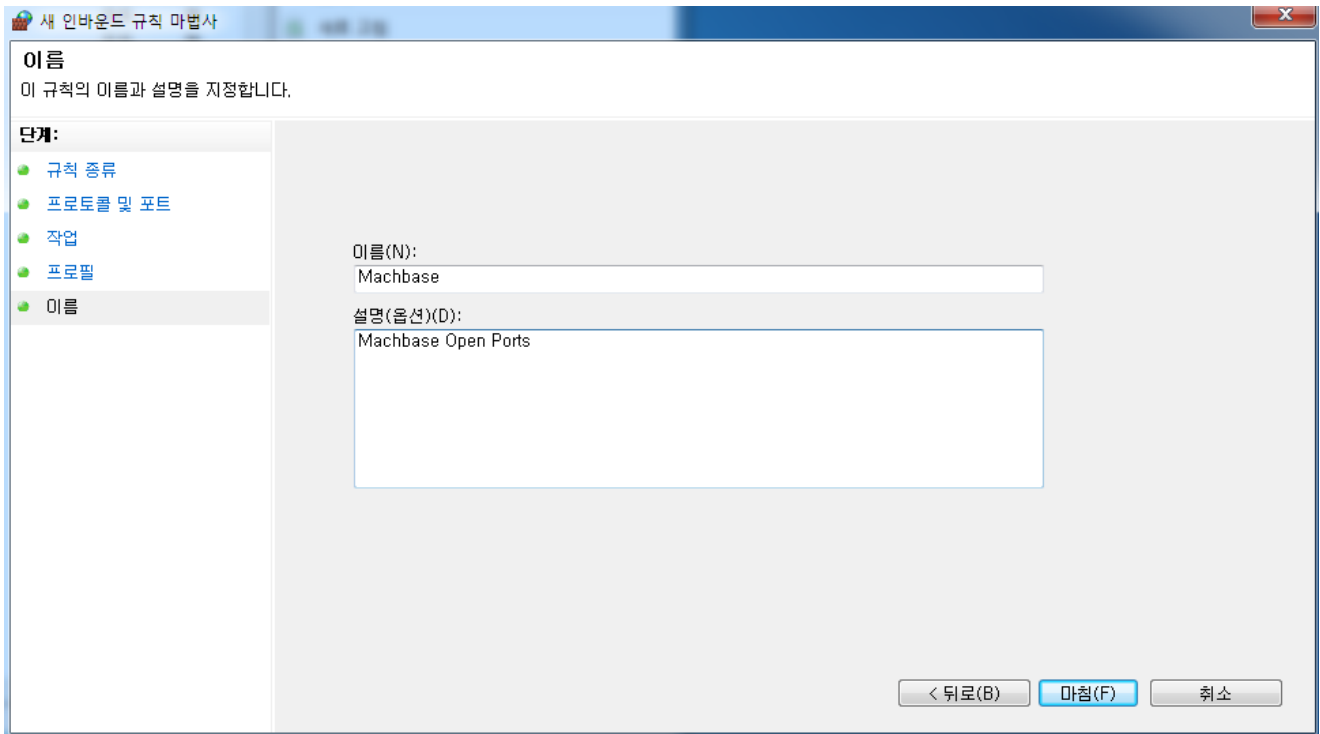 새 인바운드 규칙 마법사
이름
이 규칙의 이름과 설명을 지정합니다.
단계:
규칙 종류
프로토콜 및 포트
작업
프로필
이름
이름(N):
Machbase
설명(옵션)(D):
Machbase Open Ports
< 뒤로(B) 마침(F) 취소